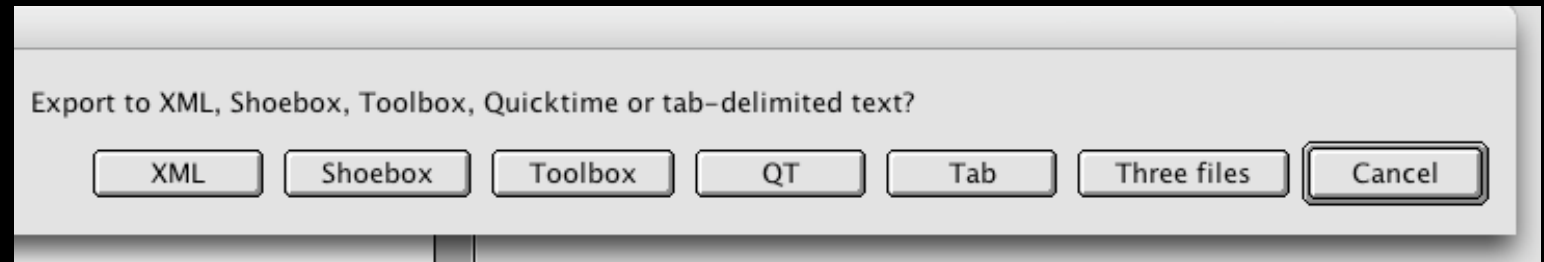 Export to XML, Shoebox, Toolbox, Quicktime or tab-delimited text?
XML Shoebox Toolbox QT Tab Three files Cancel